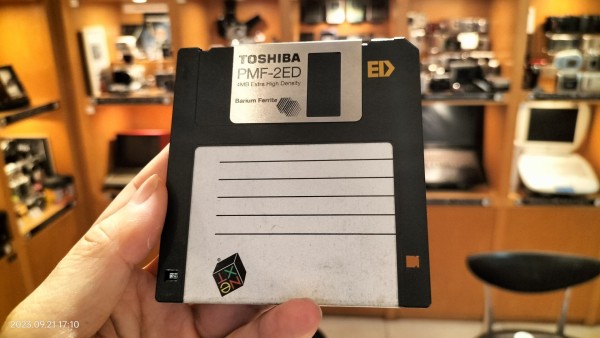 TOSHIBA
PMF-2ED
4MB Extra High Density
Barium Ferrite
ED
NeXT
2025.09.21 17:10